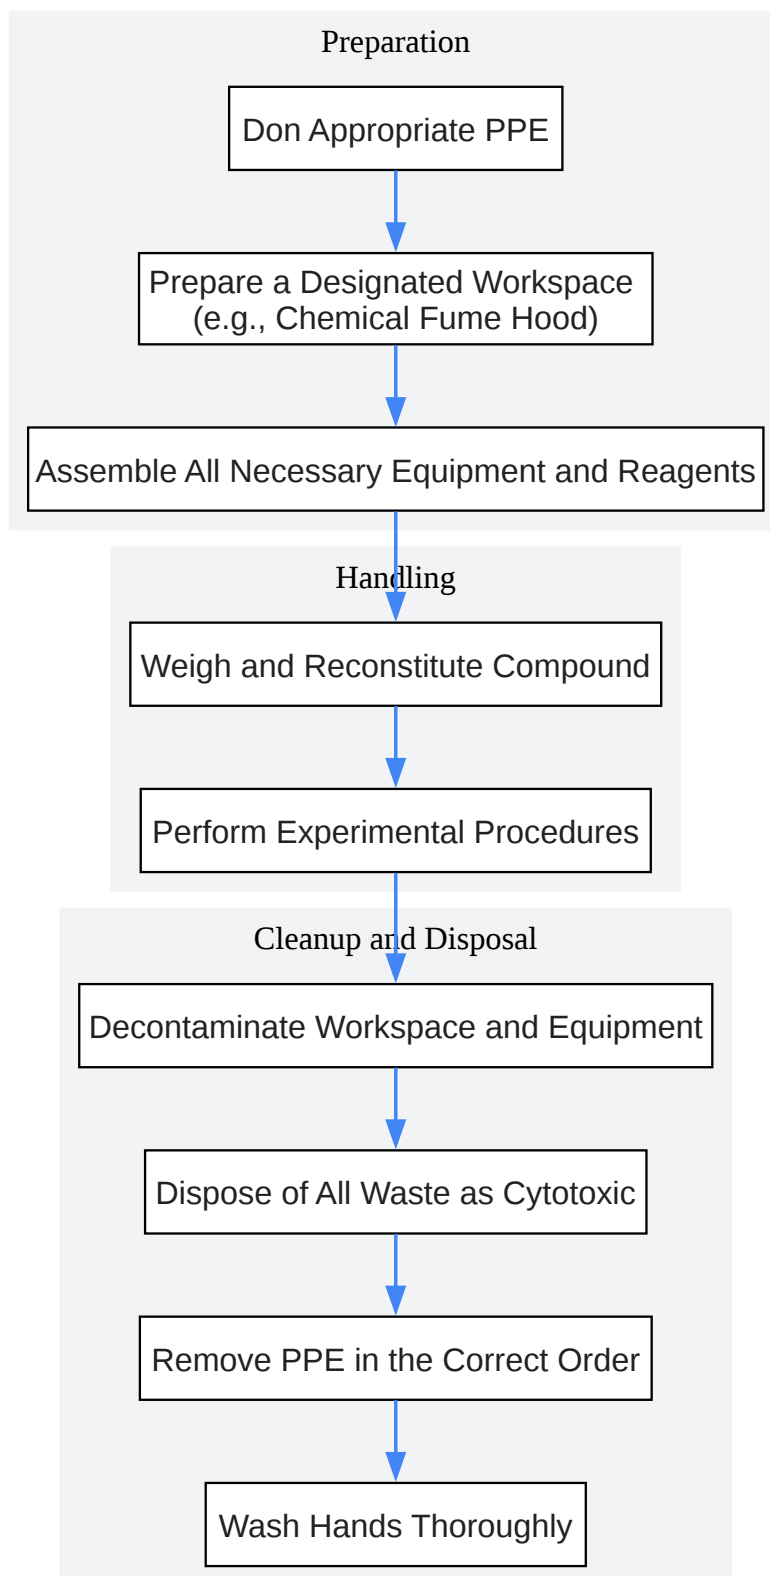 Preparation
Don Appropriate PPE
Prepare a Designated Workspace
(e.g., Chemical Fume Hood)
Assemble All Necessary Equipment and Reagents
Handling
Weigh and Reconstitute Compound
Perform Experimental Procedures
Cleanup and Disposal
Decontaminate Workspace and Equipment
Dispose of All Waste as Cytotoxic
Remove PPE in the Correct Order
Wash Hands Thoroughly